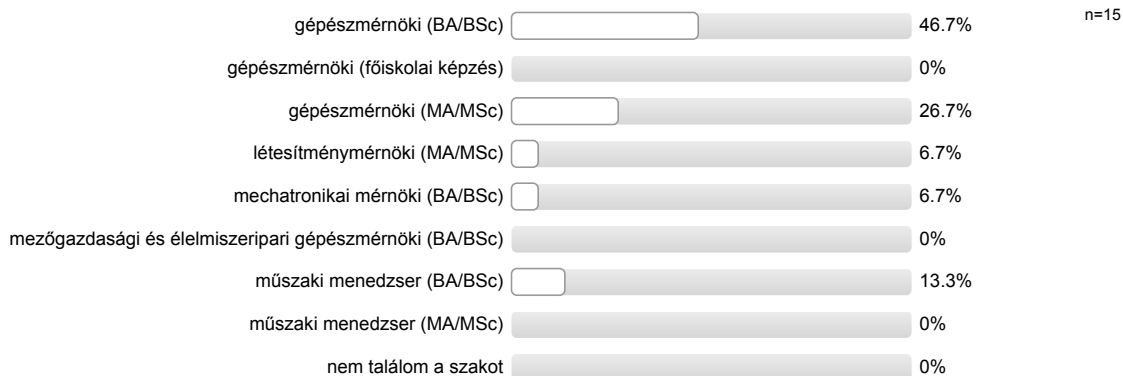 gépészmérnöki (BA/BSc) 46.7% n=15
gépészmérnöki (főiskolai képzés) 0%
gépészmérnöki (MA/MSc) 26.7%
létesítménymérnöki (MA/MSc) 6.7%
mechatronikai mérnöki (BA/BSc) 6.7%
mezőgazdasági és élelmiszeripari gépészmérnöki (BA/BSc) 0%
műszaki menedzser (BA/BSc) 13.3%
műszaki menedzser (MA/MSc) 0%
nem találom a szakot 0%